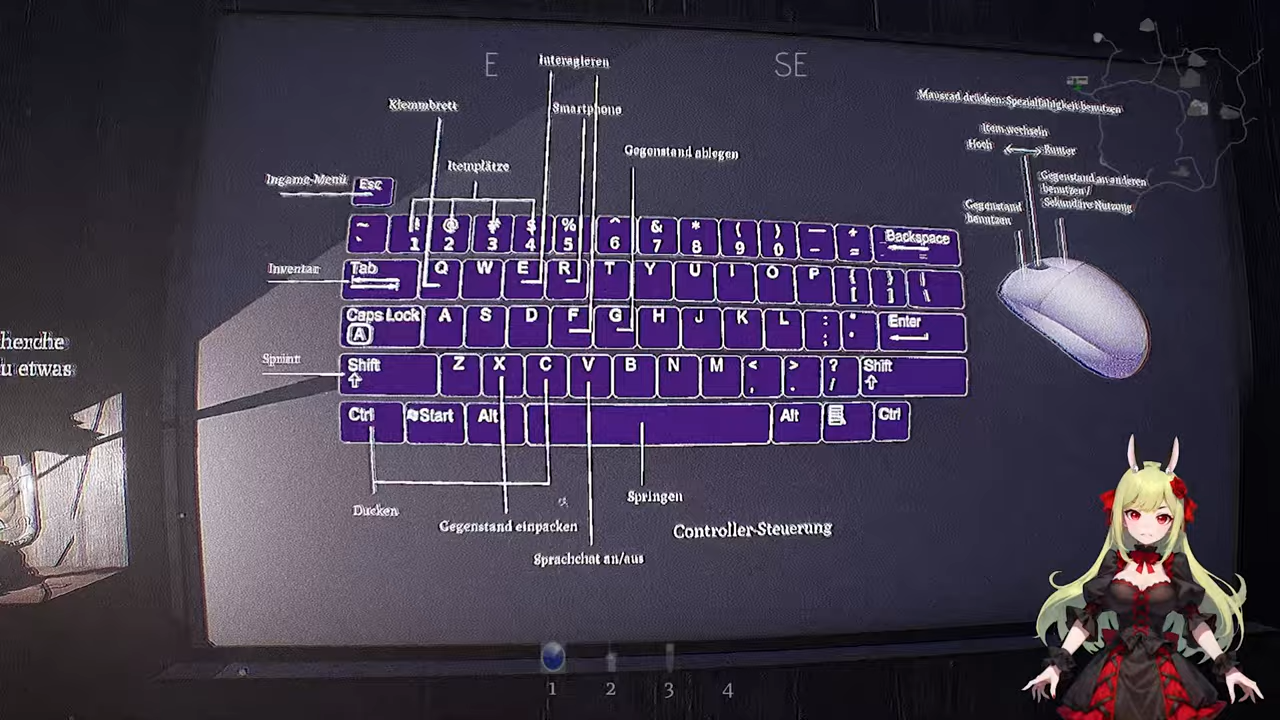 E
SE
Interagieren
Klemmbrett
Smartphone
Itemplätze
Gegenstand ablegen
Ingame-Menü
Inventar
Sprint
Mausrad drücken: Spezialfähigkeit benutzen
Item wechseln
Hoch
Runter
Gegenstand an anderen
benutzen /
Sekundäre Nutzung
Gegenstand
benutzen
Esc
~ ` ! 1 @ 2 # 3 $ 4 % 5 ^ 6 & 7 * 8 ( 9 ) 0 — - + = Backspace
Tab Q W E R T Y U I O P { [ } ] | \
Caps Lock A A S D F G H J K L : ; " ' Enter
Shift Z X C V B N M < , > . ? / Shift
Ctrl Start Alt Alt Ctrl
herche
u etwas
Ducken
Gegenstand einpacken
Sprachchat an/aus
Springen
Controller-Steuerung
1 2 3 4